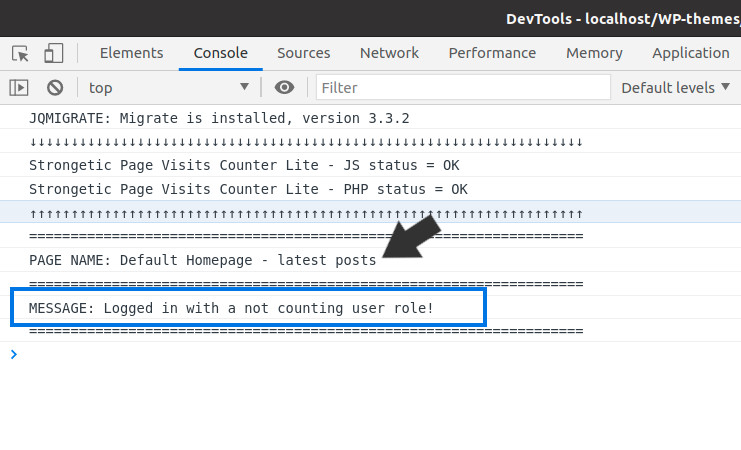 DevTools - localhost/WP-themes
Elements Console Sources Network Performance Memory Application
top Filter Default levels
JQMIGRATE: Migrate is installed, version 3.3.2
↓↓↓↓↓↓↓↓↓↓↓↓↓↓↓↓↓↓↓↓↓↓↓↓↓↓↓↓↓↓↓↓↓↓↓↓↓↓↓↓↓↓↓↓↓↓↓↓↓↓↓↓↓↓↓↓↓↓↓↓↓↓↓↓↓↓↓
Strongetic Page Visits Counter Lite - JS status = OK
Strongetic Page Visits Counter Lite - PHP status = OK
↑↑↑↑↑↑↑↑↑↑↑↑↑↑↑↑↑↑↑↑↑↑↑↑↑↑↑↑↑↑↑↑↑↑↑↑↑↑↑↑↑↑↑↑↑↑↑↑↑↑↑↑↑↑↑↑↑↑↑↑↑↑↑↑↑↑↑
===================================================================
PAGE NAME: Default Homepage - latest posts
===================================================================
MESSAGE: Logged in with a not counting user role!
===================================================================